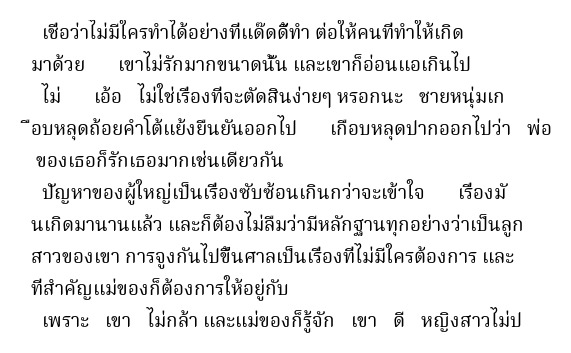 เชื่อว่าไม่มีใครทำได้อย่างที่แด๊ดดี้ทำ ต่อให้คนที่ทำให้เกิด
มาด้วย เขาไม่รักมากขนาดนั้น และเขาก็อ่อนแอเกินไป
ไม่ เอ้อ ไม่ใช่เรื่องที่จะตัดสินง่ายๆ หรอกนะ ชายหนุ่มเก
ือบหลุดถ้อยคำโต้แย้งยืนยันออกไป เกือบหลุดปากออกไปว่า พ่อ
ของเธอก็รักเธอมากเช่นเดียวกัน
ปัญหาของผู้ใหญ่เป็นเรื่องซับซ้อนเกินกว่าจะเข้าใจ เรื่องมั
นเกิดมานานแล้ว และก็ต้องไม่ลืมว่ามีหลักฐานทุกอย่างว่าเป็นลูก
สาวของเขา การจูงกันไปขึ้นศาลเป็นเรื่องที่ไม่มีใครต้องการ และ
ที่สำคัญแม่ของก็ต้องการให้อยู่กับ
เพราะ เขา ไม่กล้า และแม่ของก็รู้จัก เขา ดี หญิงสาวไม่ป